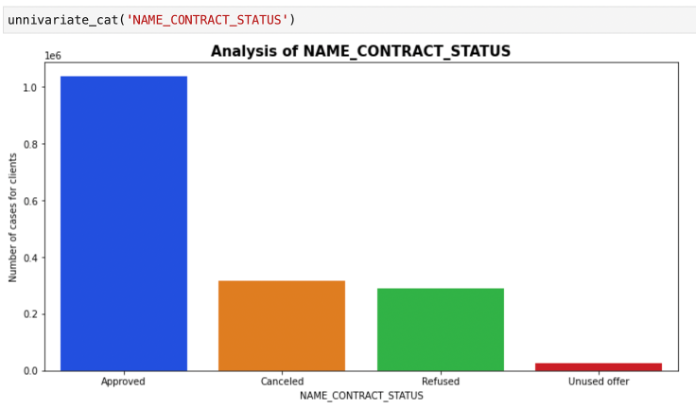 unnivariate_cat('NAME_CONTRACT_STATUS')
Analysis of NAME_CONTRACT_STATUS
1e6
1.0
0.8
0.6
0.4
0.2
0.0
Number of cases for clients
Approved Canceled Refused Unused offer
NAME_CONTRACT_STATUS